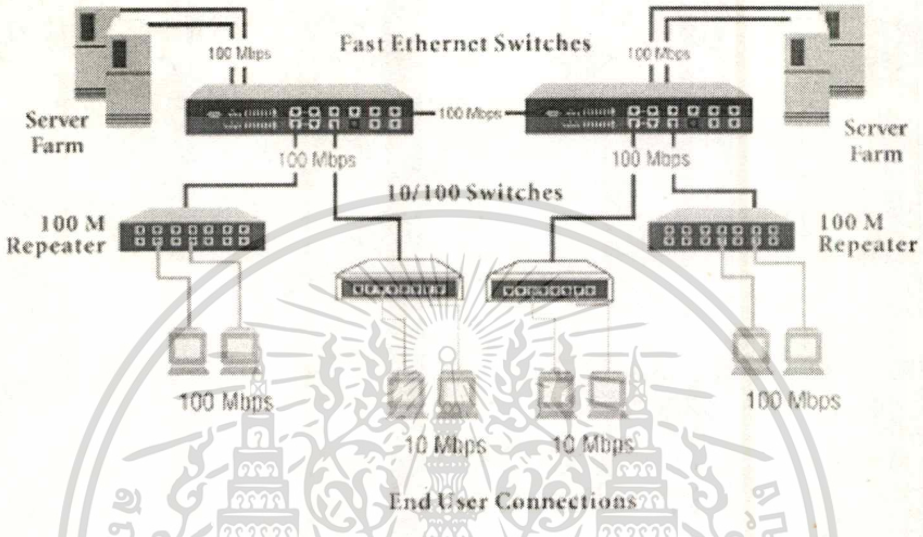 Fast Ethernet Switches
100 Mbps
100 Mbps
Server
Farm
100 Mbps
Server
Farm
100 Mbps
100 Mbps
10/100 Switches
100 M
Repeater
100 M
Repeater
100 Mbps
10 Mbps
10 Mbps
100 Mbps
End User Connections